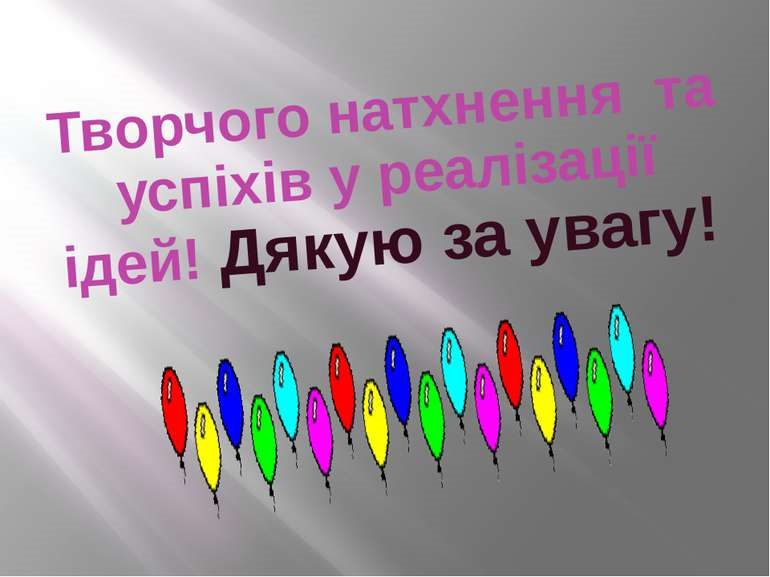 Творчого натхнення та
успіхів у реалізації
ідей! Дякую за увагу!